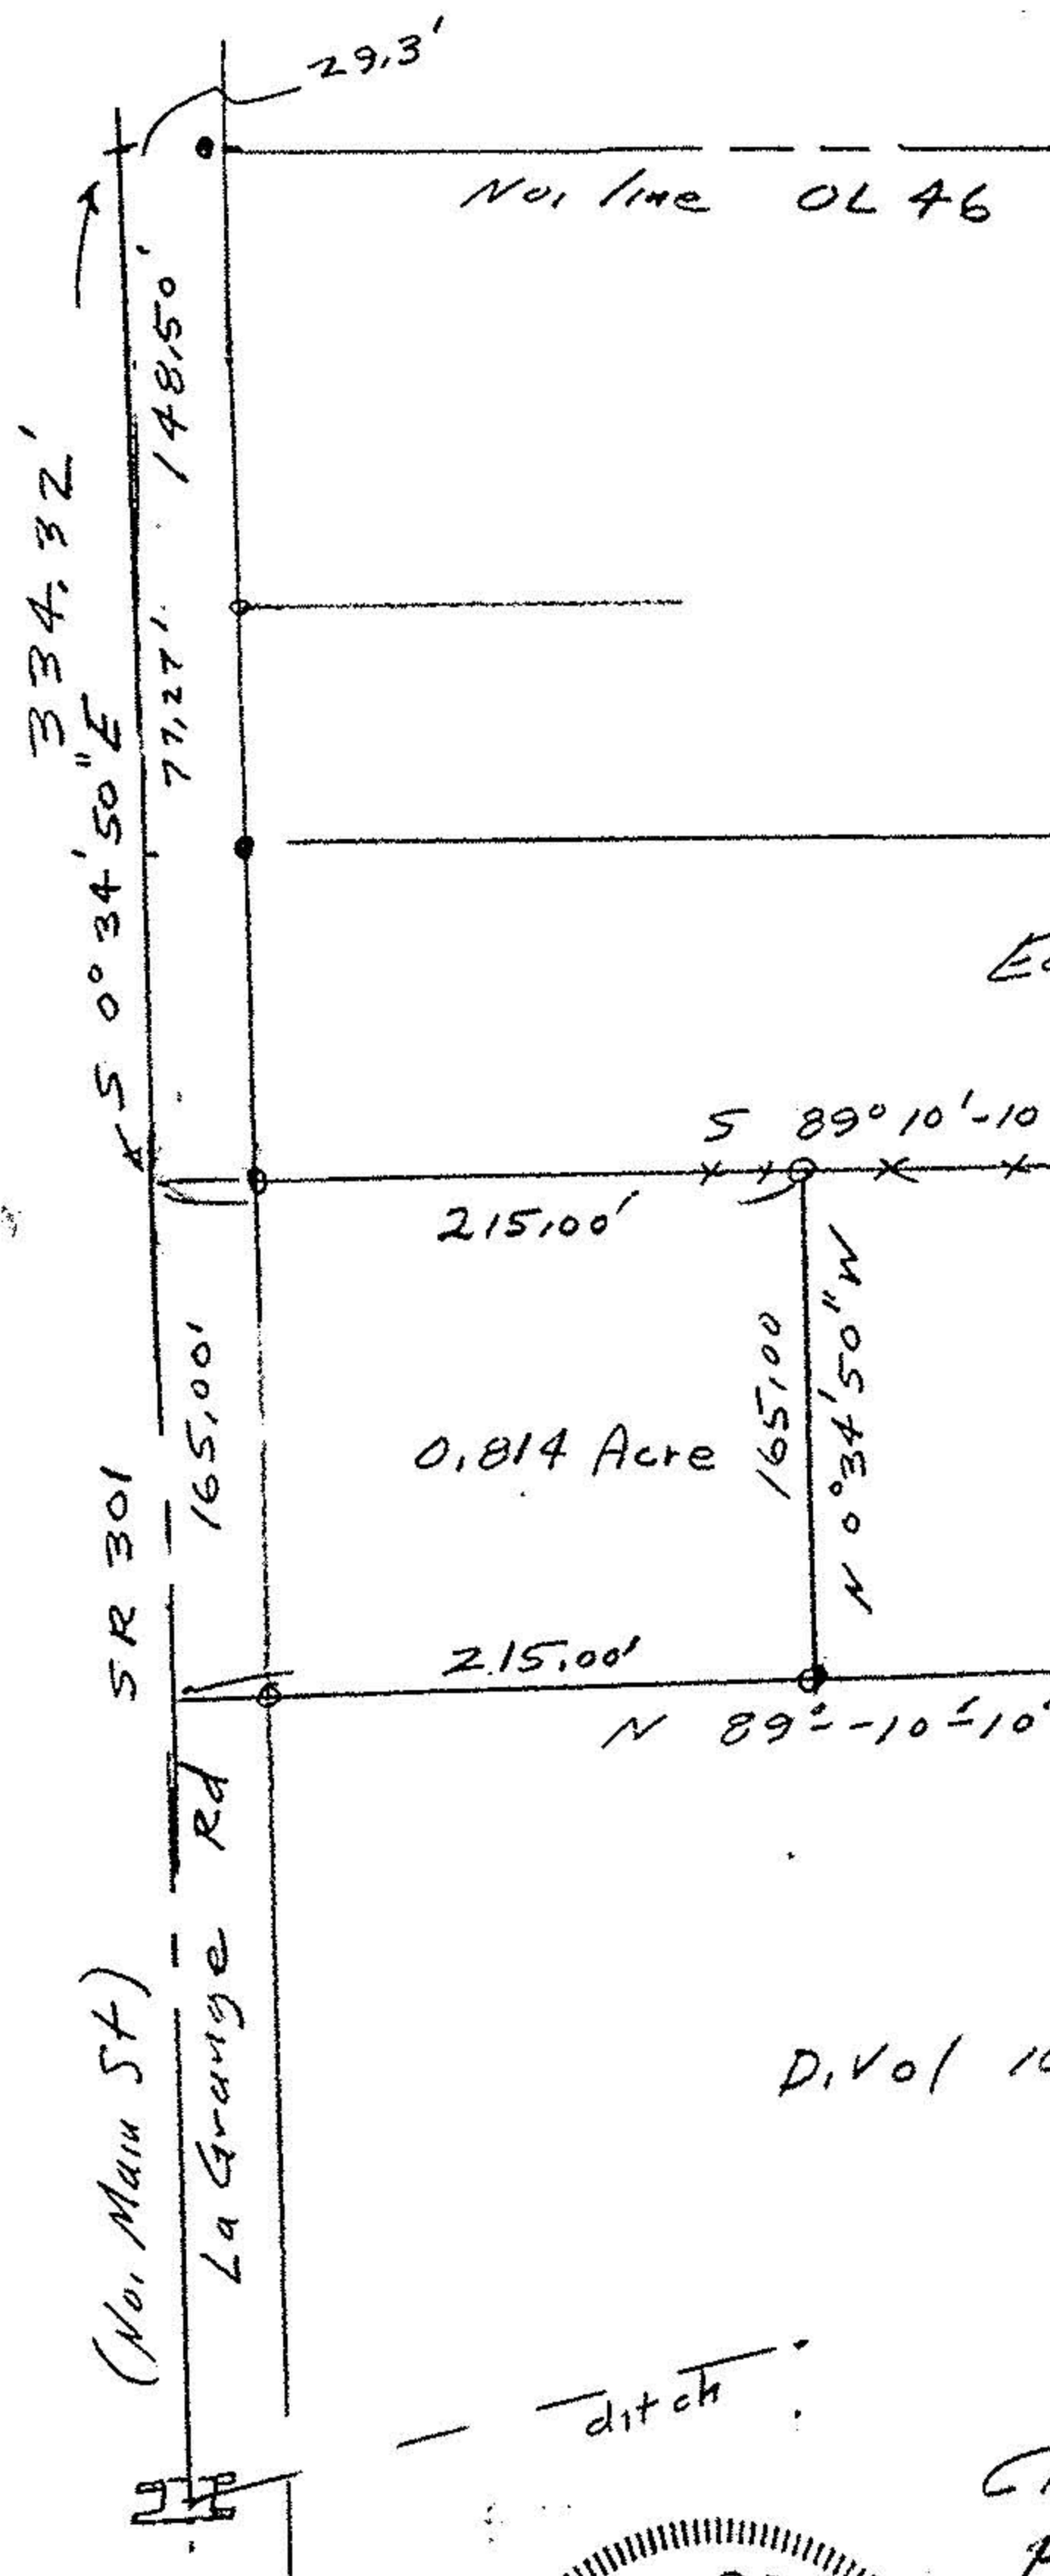 29.3'
No. line OL 46
148.50'
334.32'
77.27'
S 0° 34' 50" E
S 89° 10'-10
215.00'
165.00'
0.814 Acre
165.00
N 0° 34' 50" W
SR 301
215.00'
N 89°--10'-10"
La Grange Rd
(No. Main St)
D. Vol
ditch